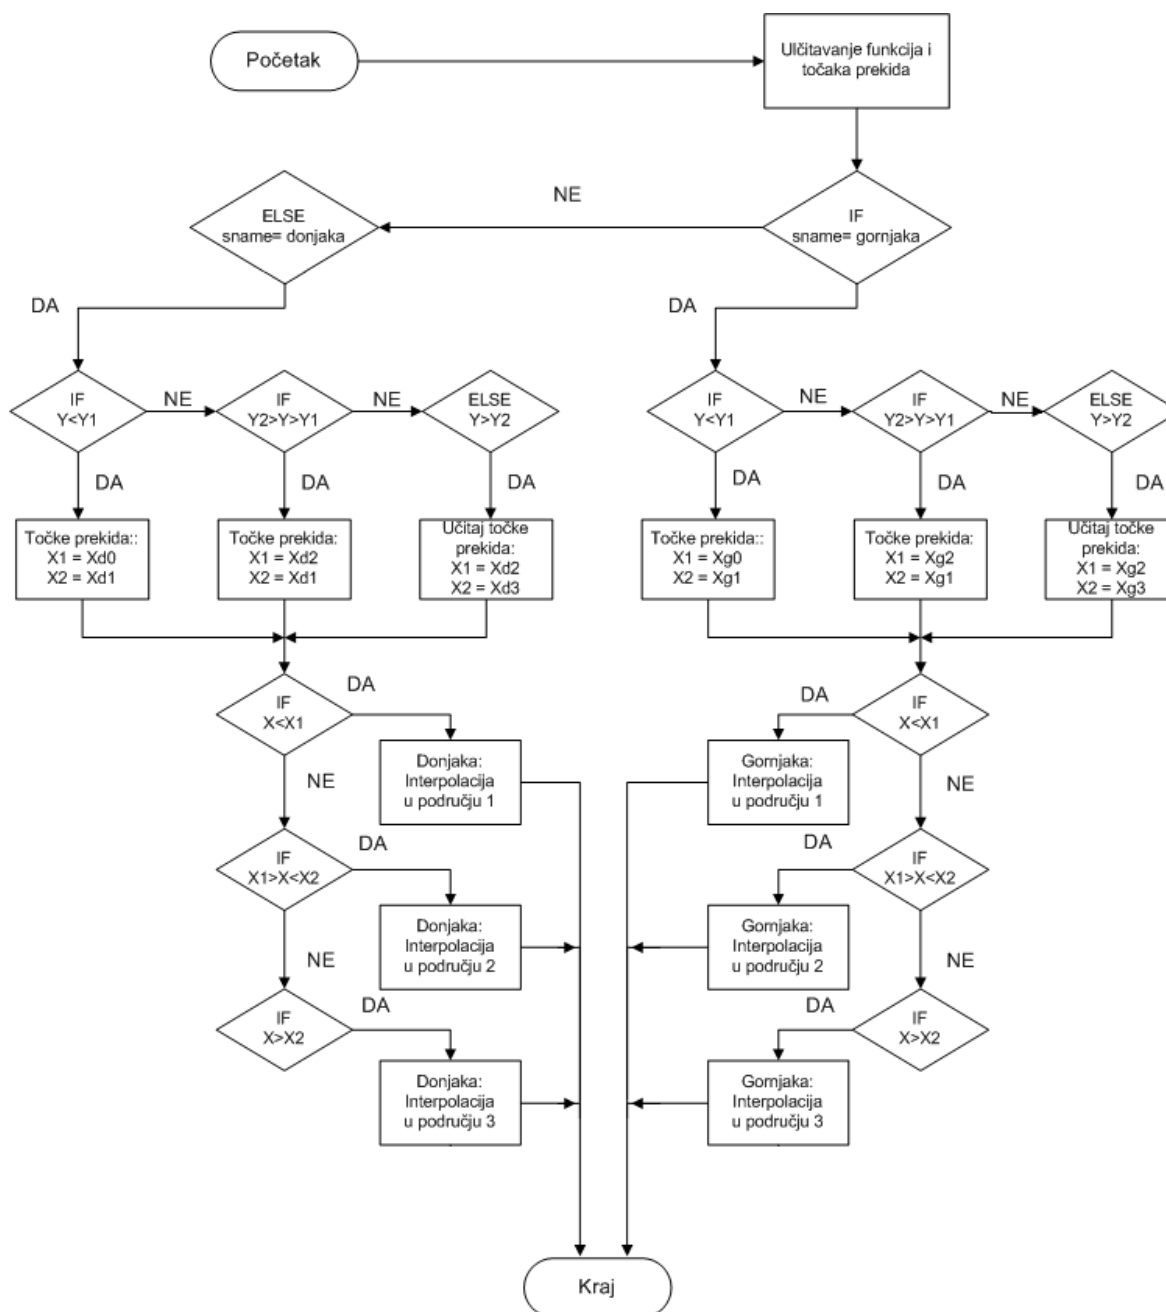 Početak
Ulčitavanje funkcija i
točaka prekida
NE
ELSE
sname= donjaka
IF
sname= gornjaka
DA
DA
IF
Y<Y1
NE
IF
Y2>Y>Y1
NE
ELSE
Y>Y2
IF
Y<Y1
NE
IF
Y2>Y>Y1
NE
ELSE
Y>Y2
DA
DA
DA
DA
DA
DA
Točke prekida::
X1 = Xd0
X2 = Xd1
Točke prekida:
X1 = Xd2
X2 = Xd1
Učitaj točke
prekida:
X1 = Xd2
X2 = Xd3
Točke prekida::
X1 = Xg0
X2 = Xg1
Točke prekida:
X1 = Xg2
X2 = Xg1
Učitaj točke
prekida:
X1 = Xg2
X2 = Xg3
IF
X<X1
DA
DA
IF
X<X1
Donjaka:
Interpolacija
u području 1
Gornjaka:
Interpolacija
u području 1
NE
NE
IF
X1>X<X2
DA
DA
IF
X1>X<X2
Donjaka:
Interpolacija
u području 2
Gornjaka:
Interpolacija
u području 2
NE
NE
IF
X>X2
DA
DA
IF
X>X2
Donjaka:
Interpolacija
u području 3
Gornjaka:
Interpolacija
u području 3
Kraj